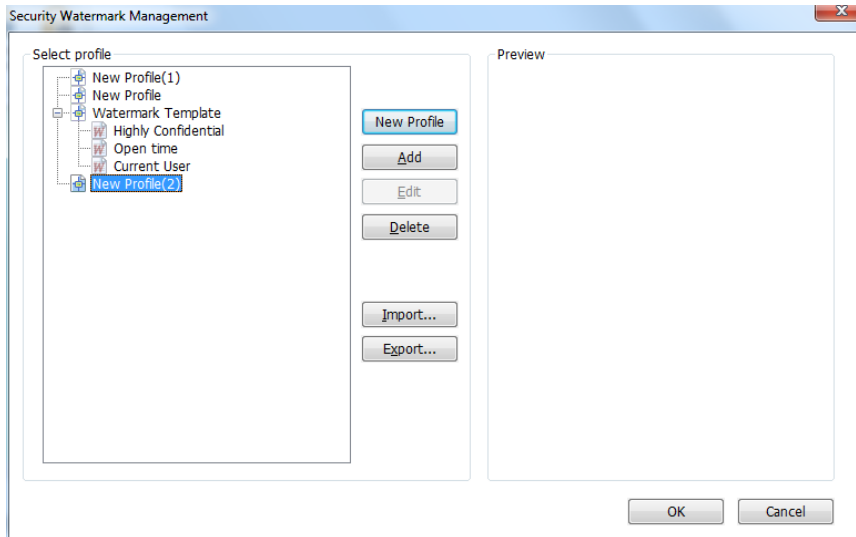 Security Watermark Management
Select profile
New Profile(1)
New Profile
Watermark Template
Highly Confidential
Open time
Current User
New Profile(2)
New Profile
Add
Edit
Delete
Import...
Export...
Preview
OK
Cancel